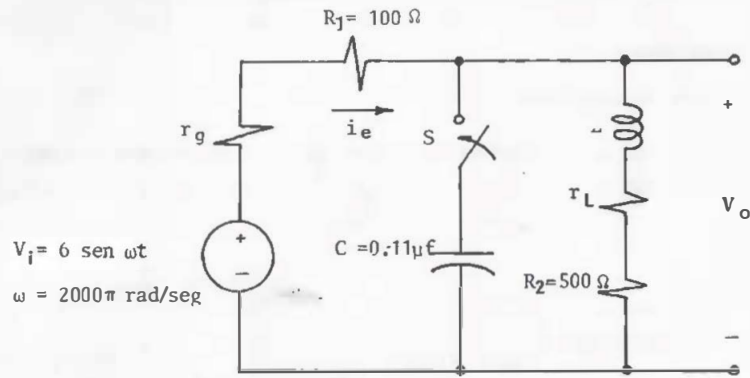 R1= 100 Ω
rg
ie
S
+
rL
Vo
+
−
Vi= 6 sen ωt
ω = 2000π rad/seg
C =0.11μf
R2=500 Ω
−